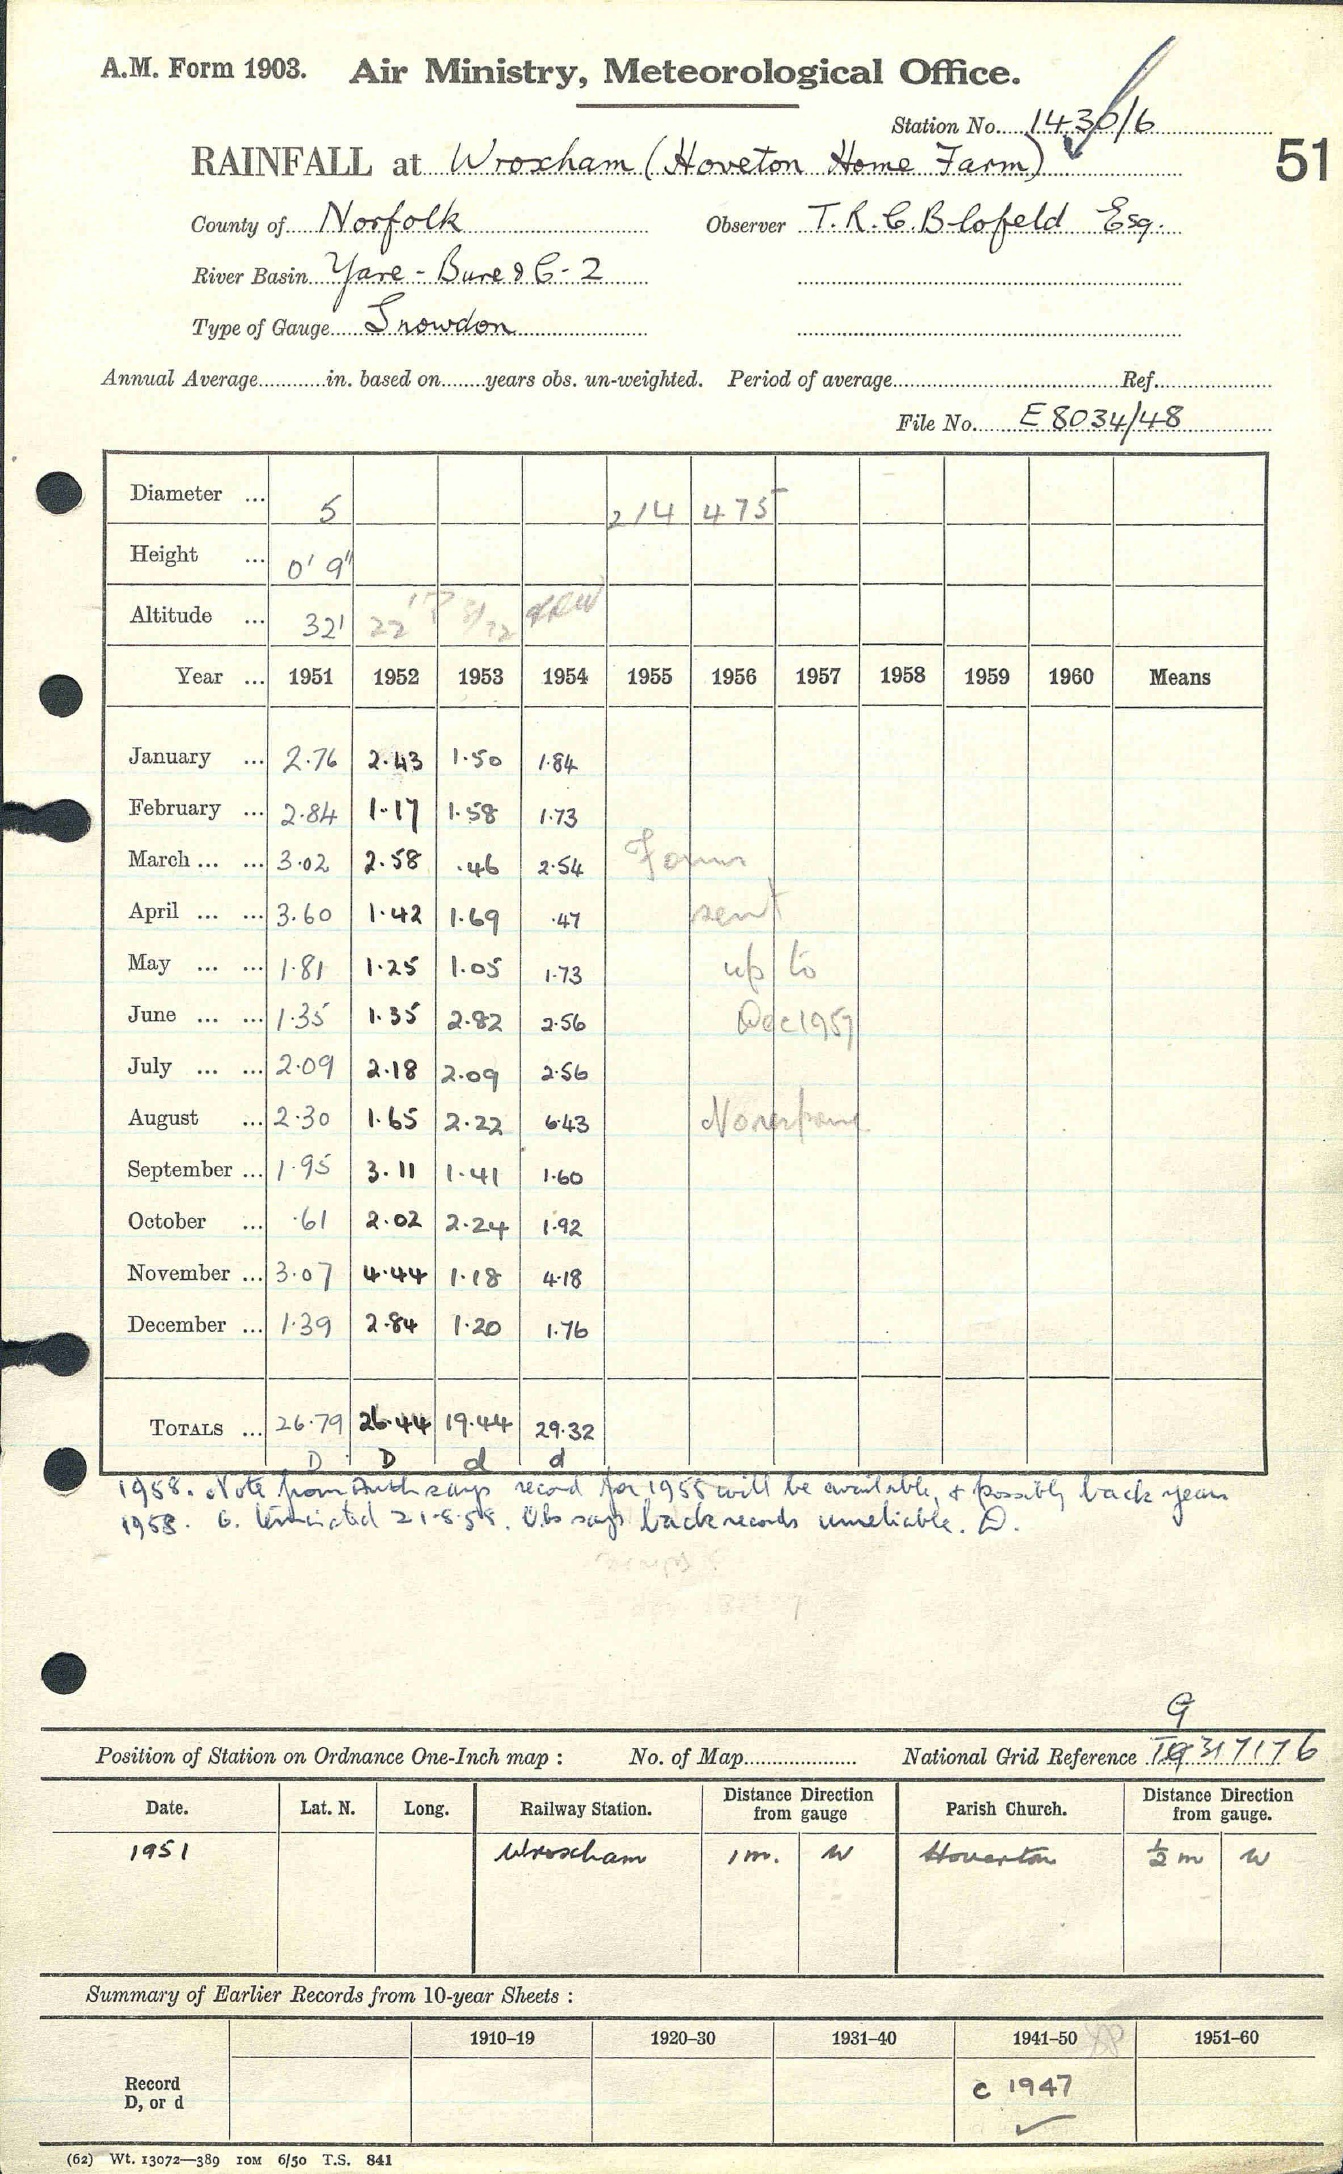 A.M. Form 1903. Air Ministry, Meteorological Office.
Station No. 1430/6
RAINFALL at Wroxham (Hoveton Home Farm)
51
County of Norfolk Observer T.R.C. Blofeld Esq.
River Basin Yare - Bure & C - 2
Type of Gauge Snowdon
Annual Average in. based on years obs. un-weighted. Period of average Ref.
File No. E 8034/48
Diameter ... 5 214 475
Height ... 0' 9"
Altitude ... 32' 22'
Year ... 1951 1952 1953 1954 1955 1956 1957 1958 1959 1960 Means
January ... 2.76 2.43 1.50 1.84
February ... 2.84 1.17 1.58 1.73
March ... ... 3.02 2.58 .46 2.54 Forms
April ... ... 3.60 1.42 1.69 .47 sent
May ... ... 1.81 1.25 1.05 1.73 up to
June ... ... 1.35 1.35 2.82 2.56 Dec 1959
July ... ... 2.09 2.18 2.09 2.56
August ... 2.30 1.65 2.22 6.43
September ... 1.95 3.11 1.41 1.60
October ... .61 2.02 2.24 1.92
November ... 3.07 4.44 1.18 4.18
December ... 1.39 2.84 1.20 1.76
TOTALS ... 26.79 26.44 19.44 29.32
D D d d
1958. Note from says record for 1955 will be available, & possibly back years
1958. 21.8.58. Obs says back records unreliable. D.
9
Position of Station on Ordnance One-Inch map : No. of Map National Grid Reference TG 317176
Date. Lat. N. Long. Railway Station. Distance Direction from gauge Parish Church. Distance Direction from gauge.
1951 Wroxham 1 m. W Hoverton ½ m W
Summary of Earlier Records from 10-year Sheets :
1910–19 1920–30 1931–40 1941–50 1951–60
Record D, or d c 1947
(62) Wt. 13072—389 10M 6/50 T.S. 841